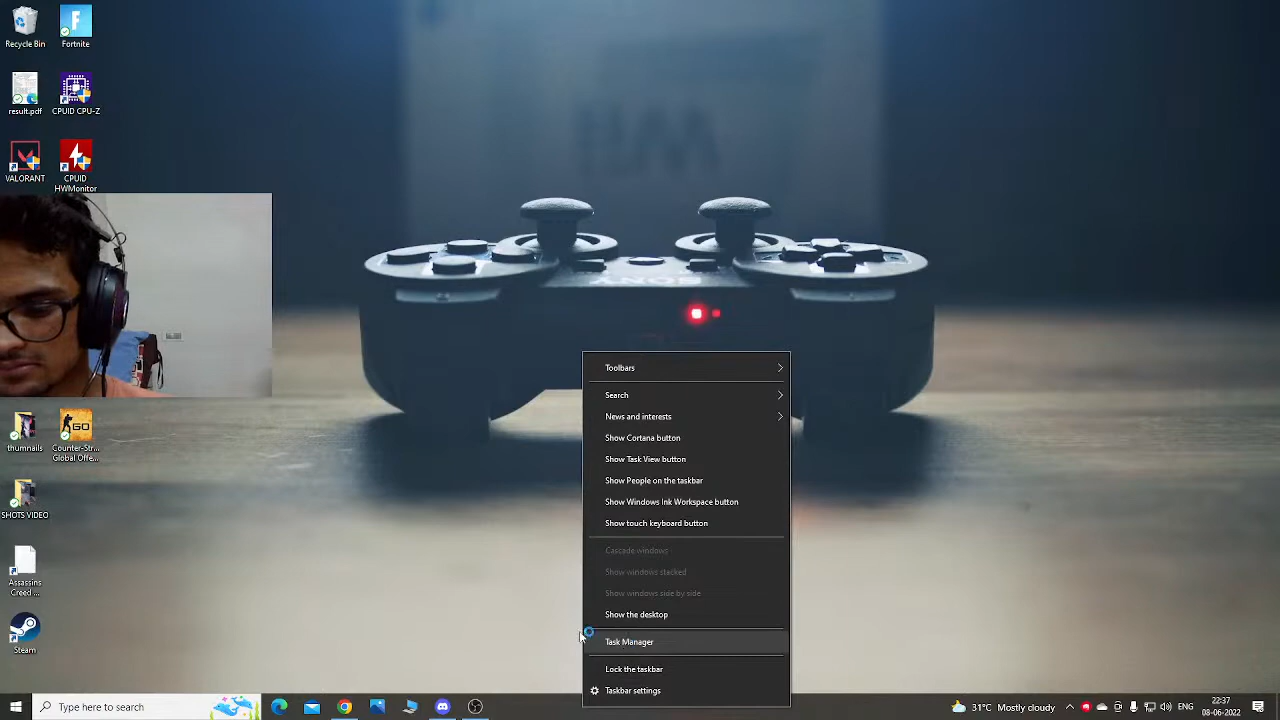 Recycle Bin
Fortnite
result.pdf
CPUID CPU-Z
VALORANT
CPUID
HWMonitor
thumnails
Counter-Str...
Global Offe...
SHOTS VIDEO
Assassins
Creed ...
Steam
SONY
Toolbars
Search
News and interests
Show Cortana button
Show Task View button
Show People on the taskbar
Show Windows Ink Workspace button
Show touch keyboard button
Cascade windows
Show windows stacked
Show windows side by side
Show the desktop
Task Manager
Lock the taskbar
Taskbar settings
Type here to search
31°C Mostly cloudy
ENG
22:37
08-06-2022